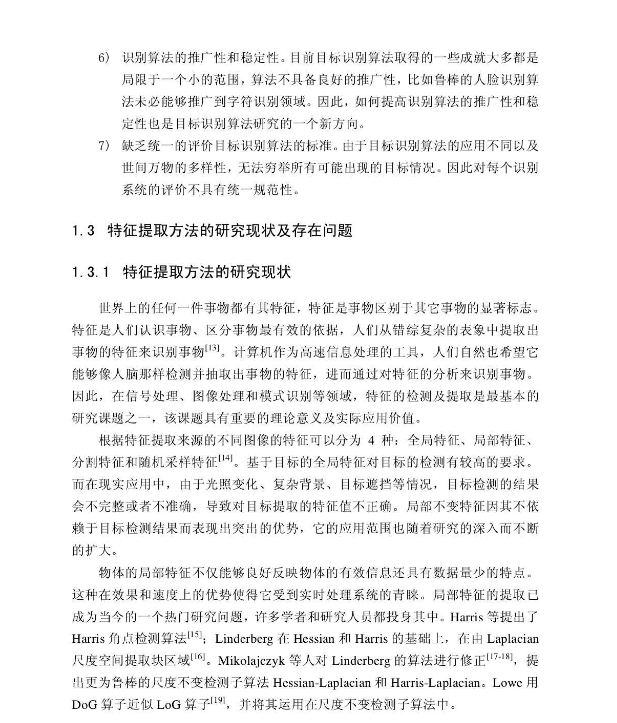 6） 识别算法的推广性和稳定性。目前目标识别算法取得的一些成就大多都是
局限于一个小的范围，算法不具备良好的推广性，比如鲁棒的人脸识别算
法未必能够推广到字符识别领域。因此，如何提高识别算法的推广性和稳
定性也是目标识别算法研究的一个新方向。
7） 缺乏统一的评价目标识别算法的标准。由于目标识别算法的应用不同以及
世间万物的多样性，无法穷举所有可能出现的目标情况。因此对每个识别
系统的评价不具有统一规范性。
1.3 特征提取方法的研究现状及存在问题
1.3.1 特征提取方法的研究现状
世界上的任何一件事物都有其特征，特征是事物区别于其它事物的显著标志。
特征是人们认识事物、区分事物最有效的依据，人们从错综复杂的表象中提取出
事物的特征来识别事物[13]。计算机作为高速信息处理的工具，人们自然也希望它
能够像人脑那样检测并抽取出事物的特征，进而通过对特征的分析来识别事物。
因此，在信号处理、图像处理和模式识别等领域，特征的检测及提取是最基本的
研究课题之一，该课题具有重要的理论意义及实际应用价值。
根据特征提取来源的不同图像的特征可以分为 4 种：全局特征、局部特征、
分割特征和随机采样特征[14]。基于目标的全局特征对目标的检测有较高的要求。
而在现实应用中，由于光照变化、复杂背景、目标遮挡等情况，目标检测的结果
会不完整或者不准确，导致对目标提取的特征值不正确。局部不变特征因其不依
赖于目标检测结果而表现出突出的优势，它的应用范围也随着研究的深入而不断
的扩大。
物体的局部特征不仅能够良好反映物体的有效信息还具有数据量少的特点。
这种在效果和速度上的优势使得它受到实时处理系统的青睐。局部特征的提取已
成为当今的一个热门研究问题，许多学者和研究人员都投身其中。Harris 等提出了
Harris 角点检测算法[15]；Linderberg 在 Hessian 和 Harris 的基础上，在由 Laplacian
尺度空间提取块区域[16]。Mikolajczyk 等人对 Linderberg 的算法进行修正[17-18]，提
出更为鲁棒的尺度不变检测子算法 Hessian-Laplacian 和 Harris-Laplacian。Lowe 用
DoG 算子近似 LoG 算子[19]，并将其运用在尺度不变检测子算法中。